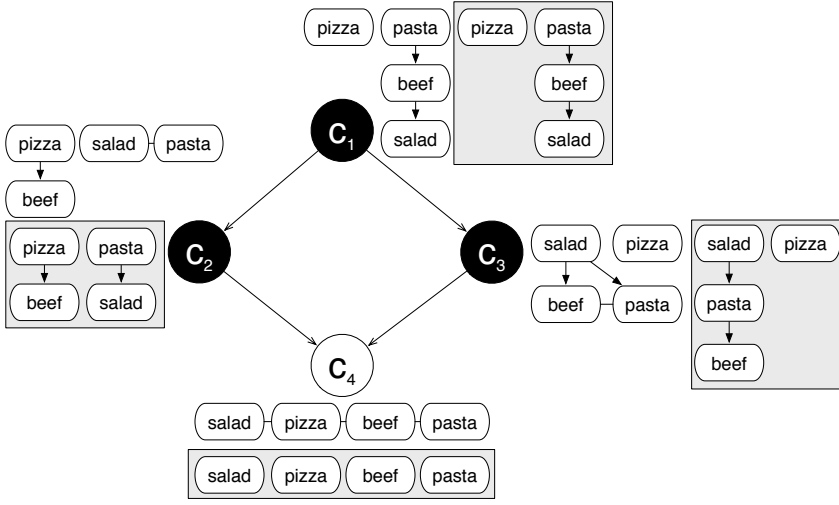 pizza pasta pizza pasta
beef beef
salad salad
C1
pizza salad pasta
beef
pizza pasta
beef salad
C2
C3
salad pizza salad pizza
beef pasta pasta
beef
C4
salad pizza beef pasta
salad pizza beef pasta